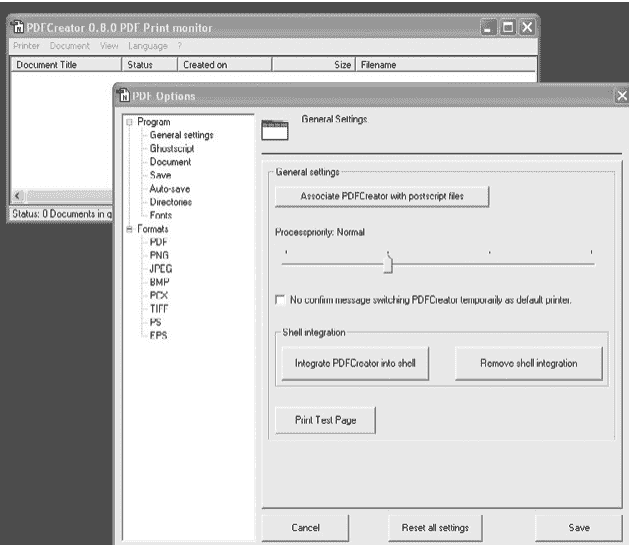 PDFCreator 0.8.0 PDF Print monitor
Printer Document View Language ?
Document Title Status Created on Size Filename
Status: 0 Documents in q
PDF Options
Program
General settings
Ghostscript
Document
Save
Auto-save
Directories
Fonts
Formats
PDF
PNG
JPEG
BMP
PCX
TIFF
PS
EPS
General Settings
General settings
Associate PDFCreator with postscript files
Processpriority: Normal
No confirm message switching PDFCreator temporarily as default printer.
Shell integration
Integrate PDFCreator into shell Remove shell integration
Print Test Page
Cancel Reset all settings Save